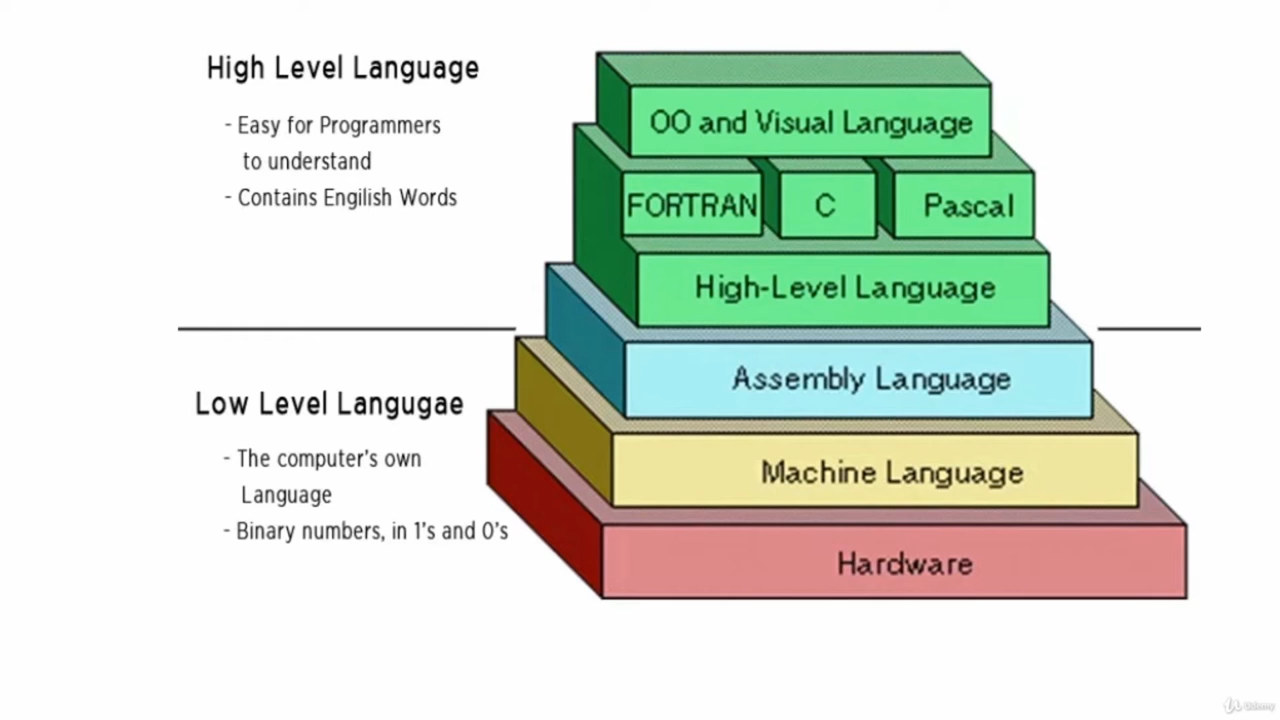 High Level Language
- Easy for Programmers
to understand
- Contains Engilish Words
OO and Visual Language
FORTRAN
C
Pascal
High-Level Language
Assembly Language
Low Level Langugae
- The computer's own
Language
- Binary numbers, in 1's and 0's
Machine Language
Hardware
Udemy